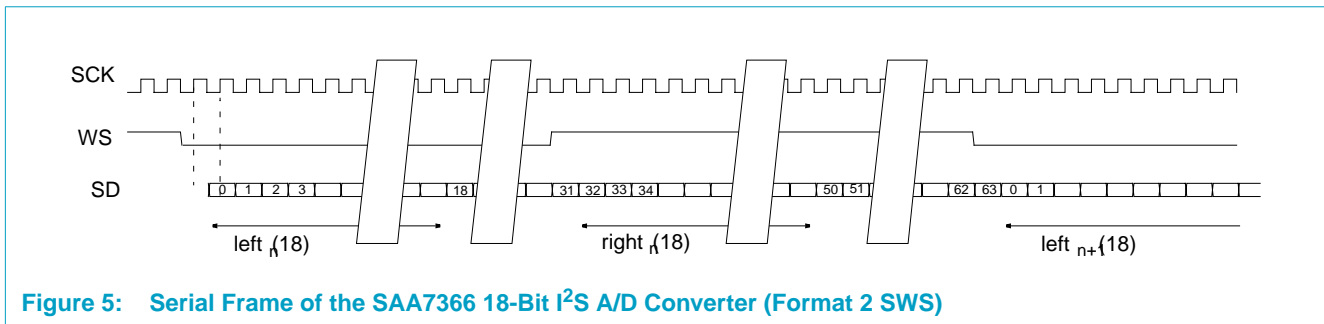 SCK
WS
SD
0 1 2 3 18 31 32 33 34 50 51 62 63 0 1
left n(18) right n(18) left n+1(18)
Figure 5: Serial Frame of the SAA7366 18-Bit I²S A/D Converter (Format 2 SWS)